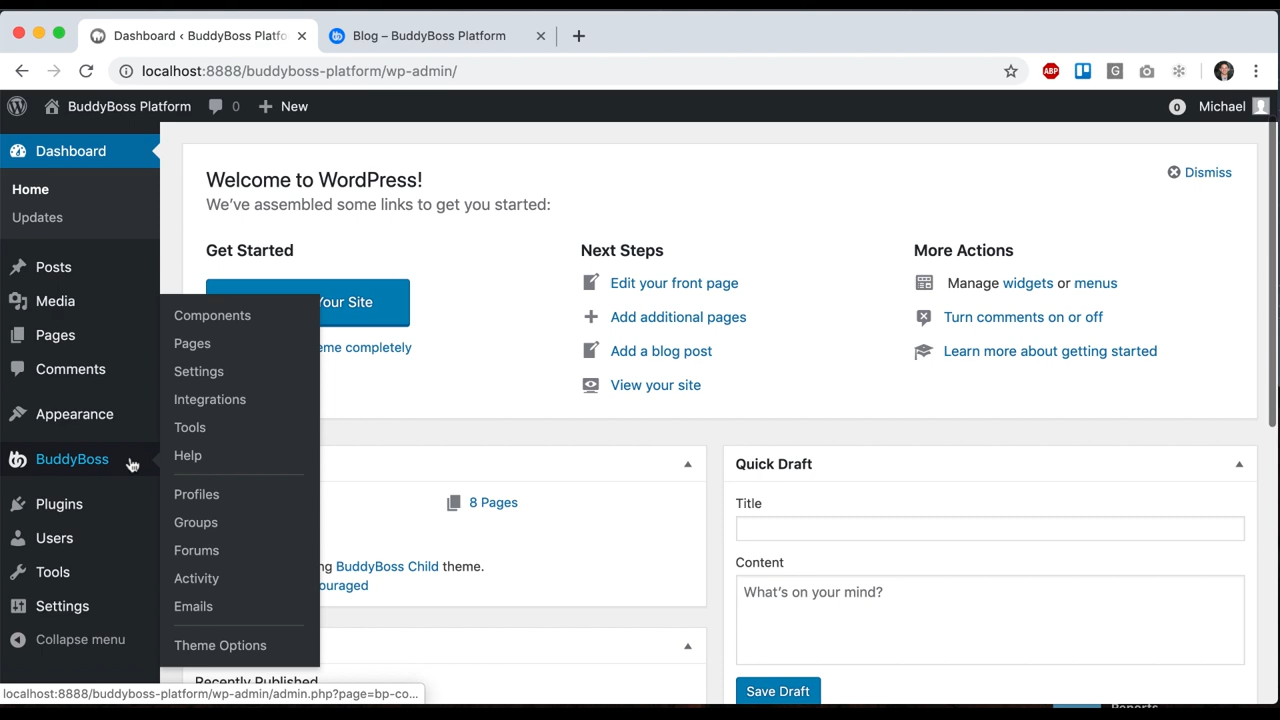 Dashboard ‹ BuddyBoss Platfo
Blog – BuddyBoss Platform
localhost:8888/buddyboss-platform/wp-admin/
ABP
G
BuddyBoss Platform
0
New
0
Michael
Dashboard
Home
Updates
Posts
Media
Pages
Comments
Appearance
BuddyBoss
Plugins
Users
Tools
Settings
Collapse menu
Components
Pages
Settings
Integrations
Tools
Help
Profiles
Groups
Forums
Activity
Emails
Theme Options
Welcome to WordPress!
We've assembled some links to get you started:
Dismiss
Get Started
Your Site
eme completely
Next Steps
Edit your front page
Add additional pages
Add a blog post
View your site
More Actions
Manage widgets or menus
Turn comments on or off
Learn more about getting started
8 Pages
ng BuddyBoss Child theme.
ouraged
Recently Published
Quick Draft
Title
Content
What's on your mind?
Save Draft
localhost:8888/buddyboss-platform/wp-admin/admin.php?page=bp-co...